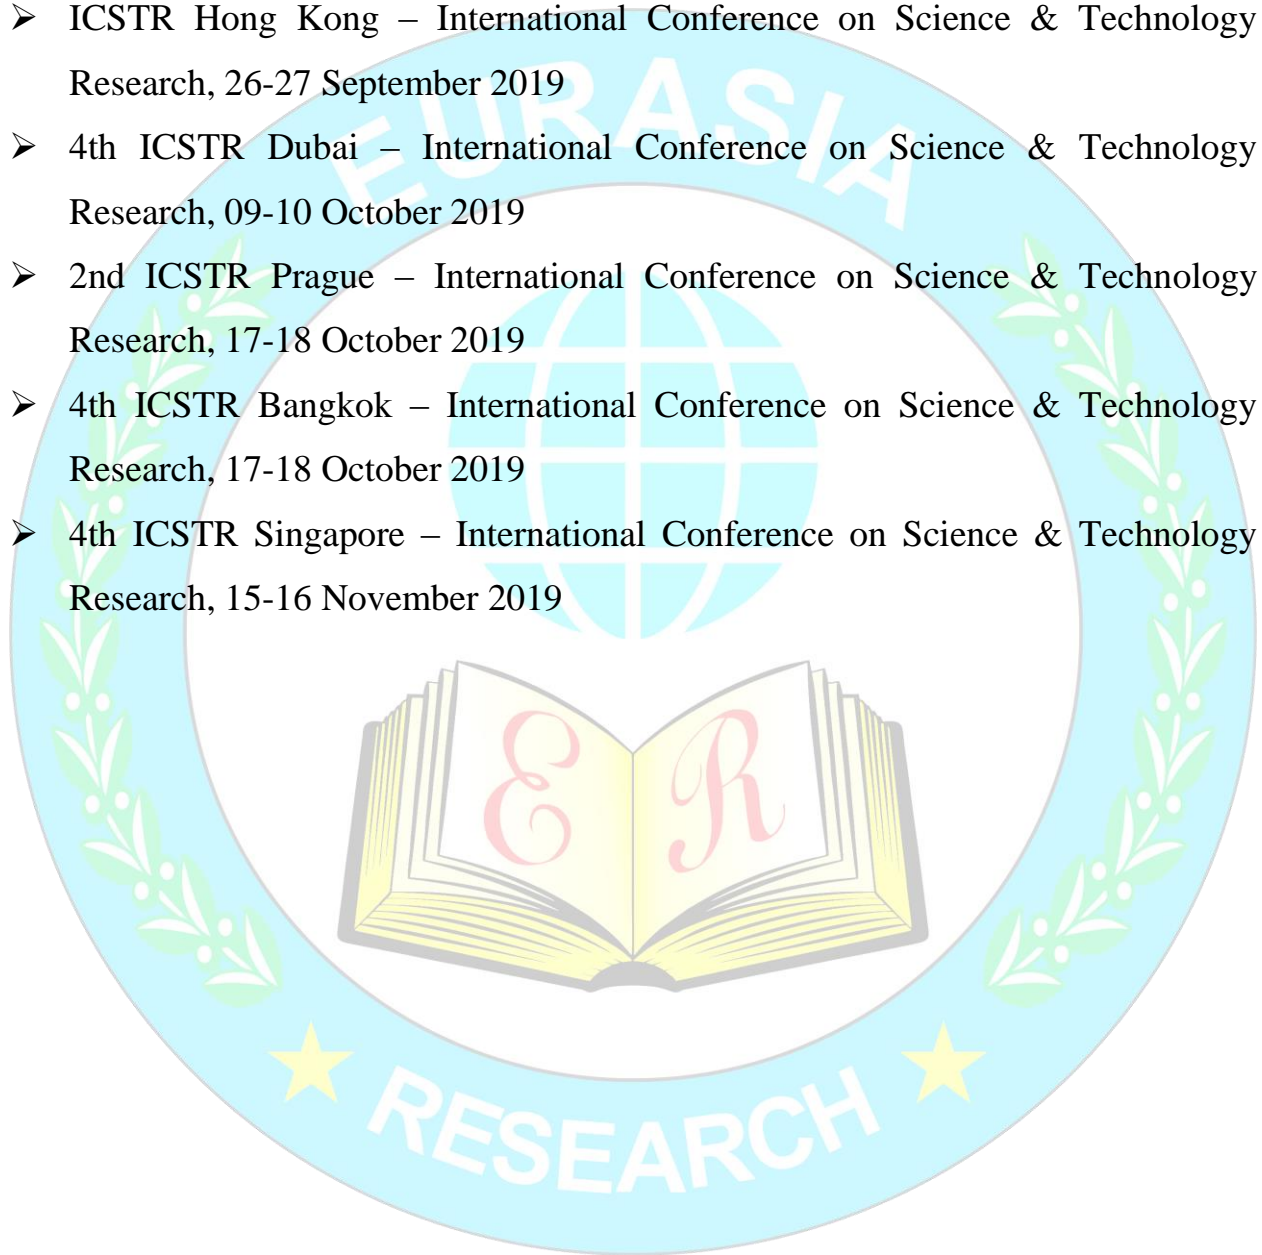 ➢ ICSTR Hong Kong – International Conference on Science & Technology
Research, 26-27 September 2019
➢ 4th ICSTR Dubai – International Conference on Science & Technology
Research, 09-10 October 2019
➢ 2nd ICSTR Prague – International Conference on Science & Technology
Research, 17-18 October 2019
➢ 4th ICSTR Bangkok – International Conference on Science & Technology
Research, 17-18 October 2019
➢ 4th ICSTR Singapore – International Conference on Science & Technology
Research, 15-16 November 2019
EURASIA
E R
RESEARCH